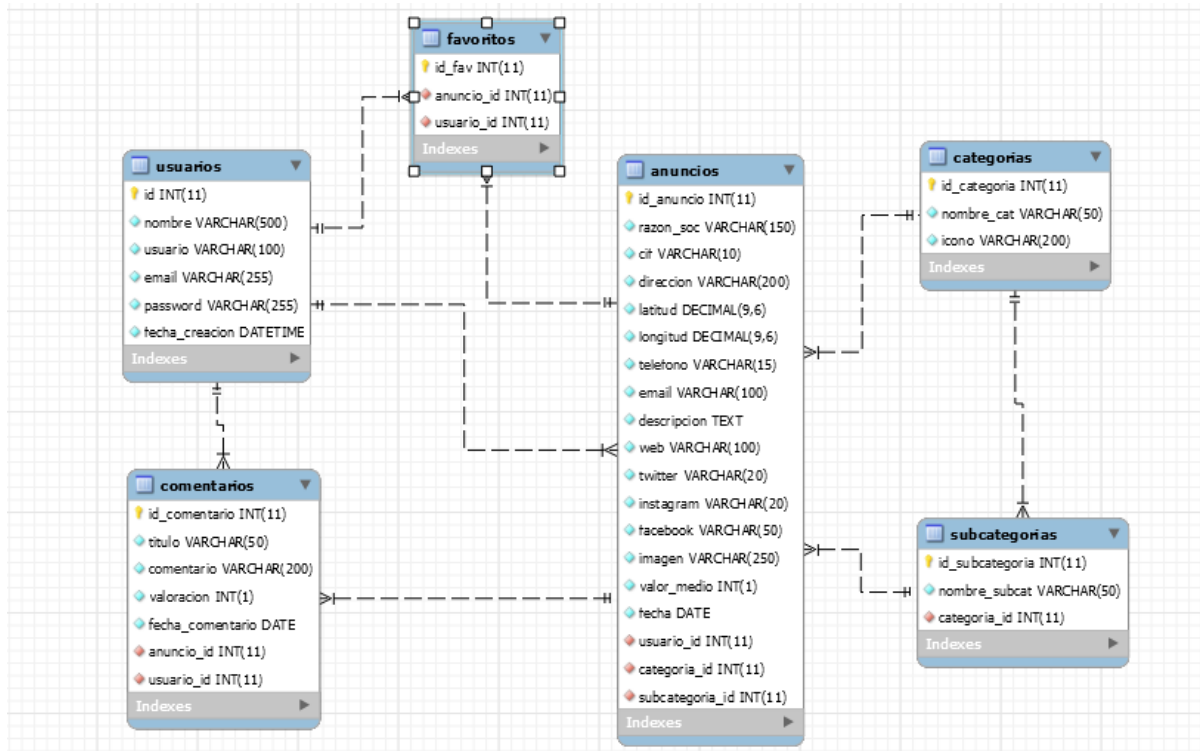 favoritos
id_fav INT(11)
anuncio_id INT(11)
usuario_id INT(11)
Indexes
usuarios
id INT(11)
nombre VARCHAR(500)
usuario VARCHAR(100)
email VARCHAR(255)
password VARCHAR(255)
fecha_creacion DATETIME
Indexes
comentarios
id_comentario INT(11)
titulo VARCHAR(50)
comentario VARCHAR(200)
valoracion INT(1)
fecha_comentario DATE
anuncio_id INT(11)
usuario_id INT(11)
Indexes
anuncios
id_anuncio INT(11)
razon_soc VARCHAR(150)
cif VARCHAR(10)
direccion VARCHAR(200)
latitud DECIMAL(9,6)
longitud DECIMAL(9,6)
telefono VARCHAR(15)
email VARCHAR(100)
descripcion TEXT
web VARCHAR(100)
twitter VARCHAR(20)
instagram VARCHAR(20)
facebook VARCHAR(50)
imagen VARCHAR(250)
valor_medio INT(1)
fecha DATE
usuario_id INT(11)
categoria_id INT(11)
subcategoria_id INT(11)
Indexes
categorias
id_categoria INT(11)
nombre_cat VARCHAR(50)
icono VARCHAR(200)
Indexes
subcategorias
id_subcategoria INT(11)
nombre_subcat VARCHAR(50)
categoria_id INT(11)
Indexes